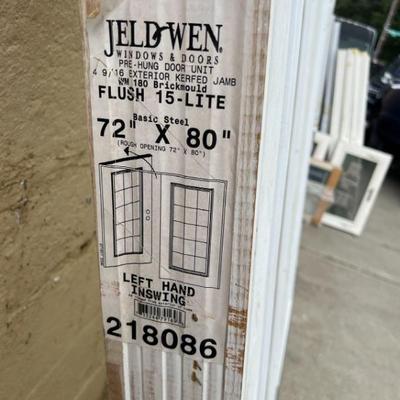 JELD-WEN®
WINDOWS & DOORS
PRE-HUNG DOOR UNIT
4 9/16 EXTERIOR KERFED JAMB
WM 180 Brickmould
FLUSH 15-LITE
Basic Steel
72" X 80"
(ROUGH OPENING 72" X 80")
LEFT HAND
INSWING
218086